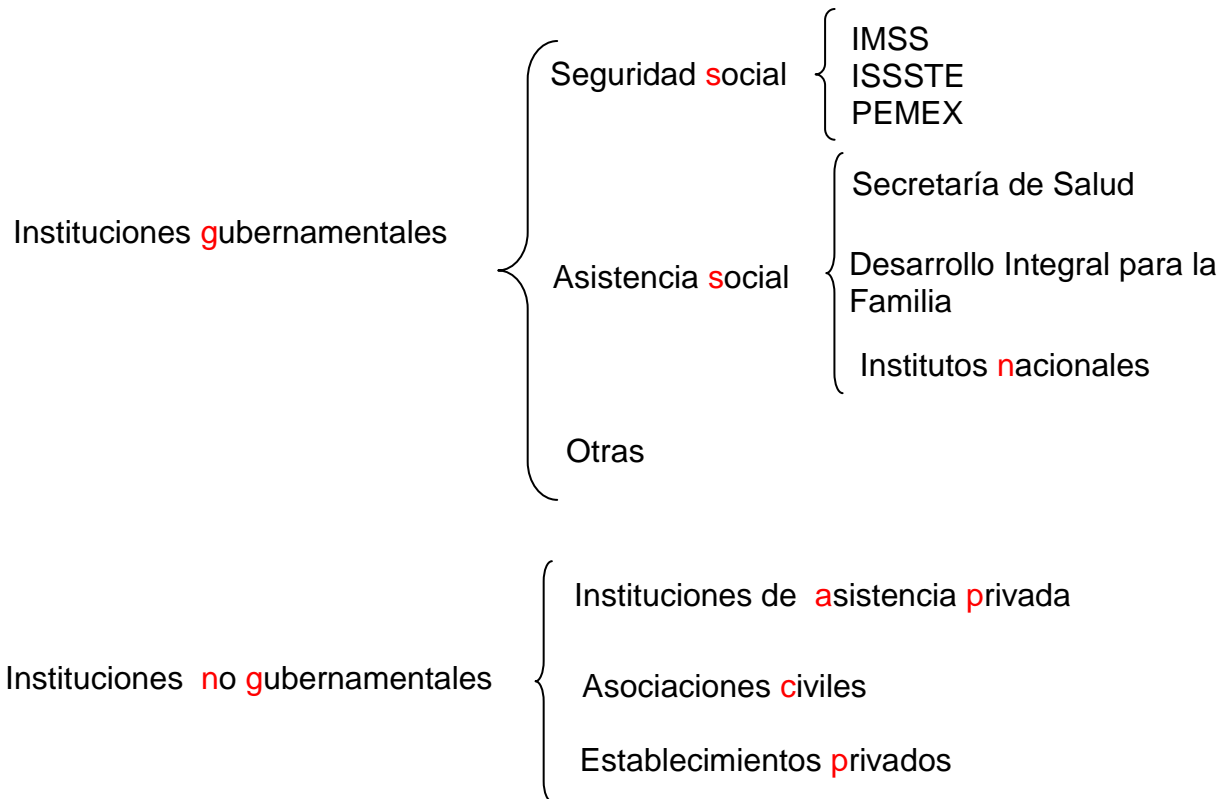 Instituciones gubernamentales
Seguridad social
IMSS
ISSSTE
PEMEX
Asistencia social
Secretaría de Salud
Desarrollo Integral para la
Familia
Institutos nacionales
Otras
Instituciones no gubernamentales
Instituciones de asistencia privada
Asociaciones civiles
Establecimientos privados